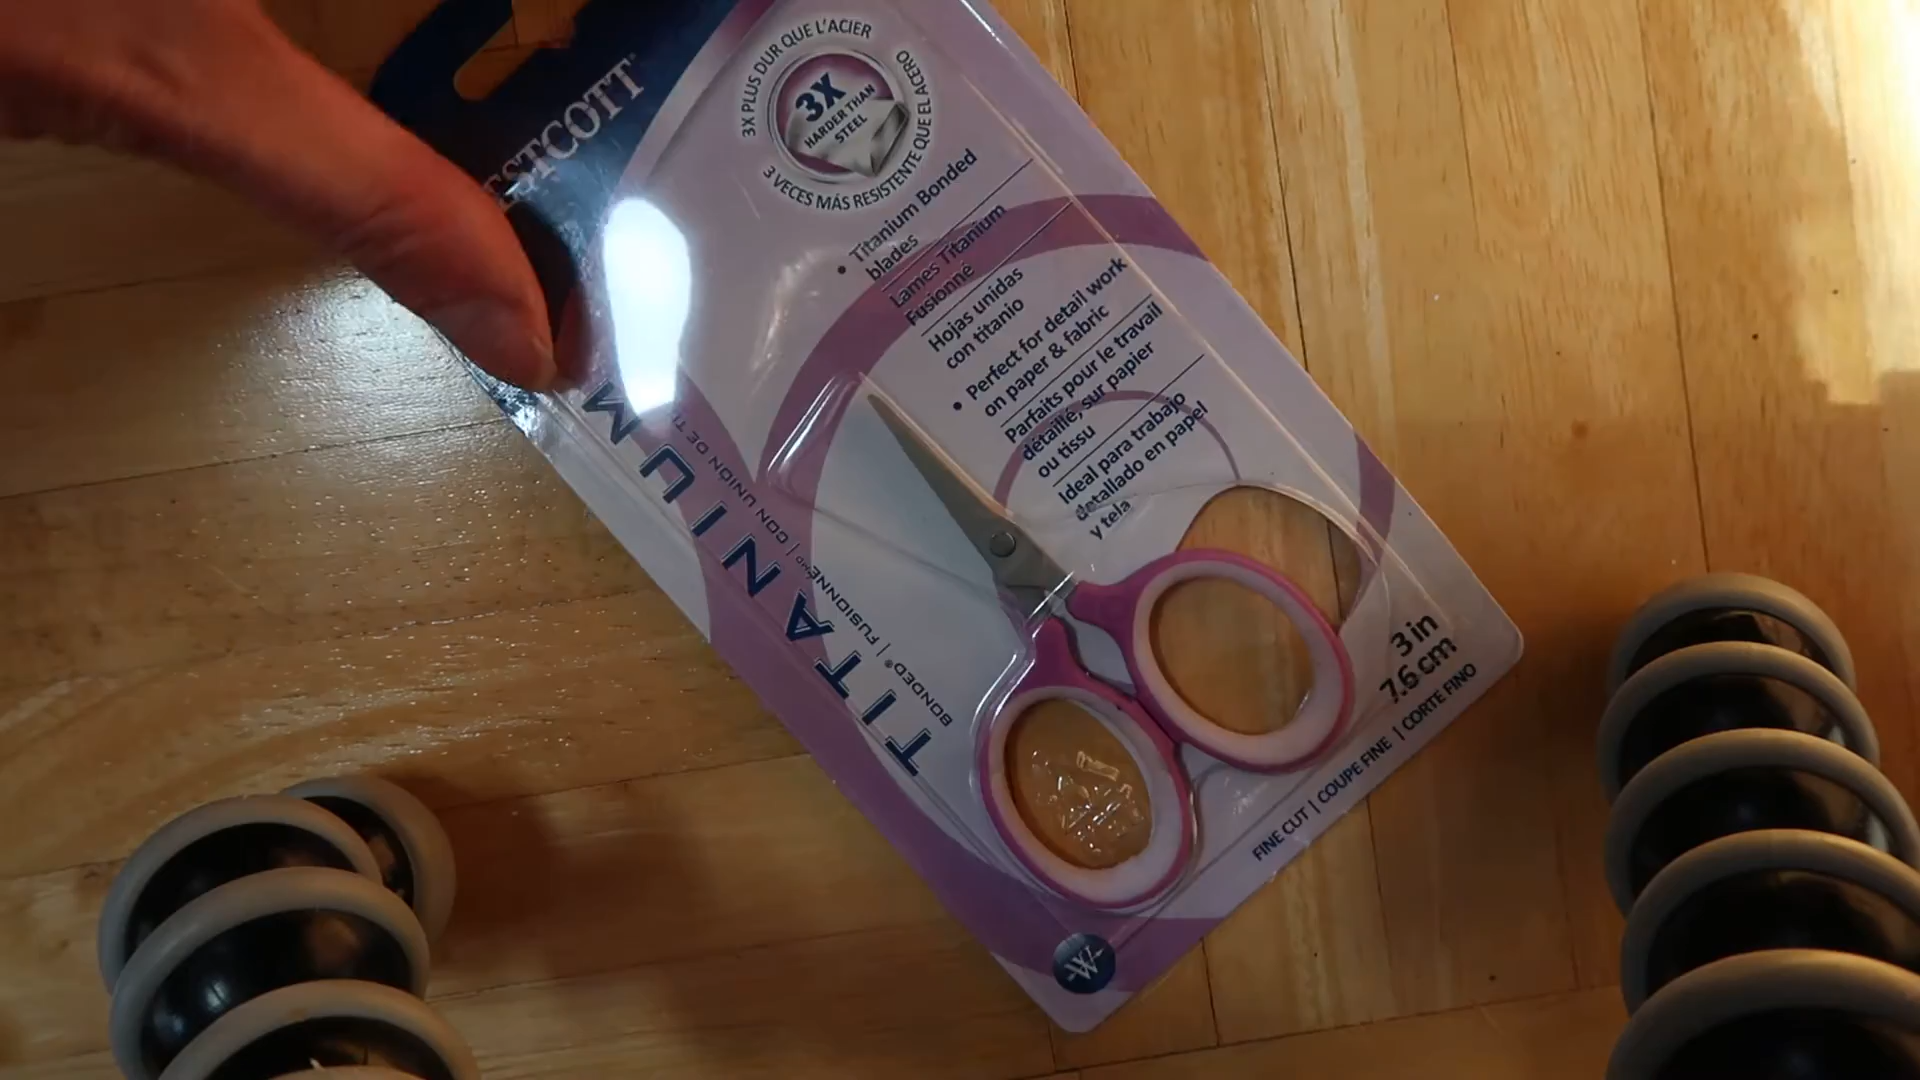 3X PLUS DUR QUE L'ACIER
3X
HARDER THAN
STEEL
3 VECES MÁS RESISTENTE QUE EL ACERO
• Titanium Bonded
blades
Lames Titanium
Fusionné
Hojas unidas
con titanio
• Perfect for detail work
on paper & fabric
Parfaits pour le travail
détaillé, sur papier
ou tissu
Ideal para trabajo
detallado en papel
y tela
TITANIUM
BONDED® | FUSIONNÉ | CON UNIÓN DE
3 in
7.6 cm
FINE CUT | COUPE FINE | CORTE FINO
W